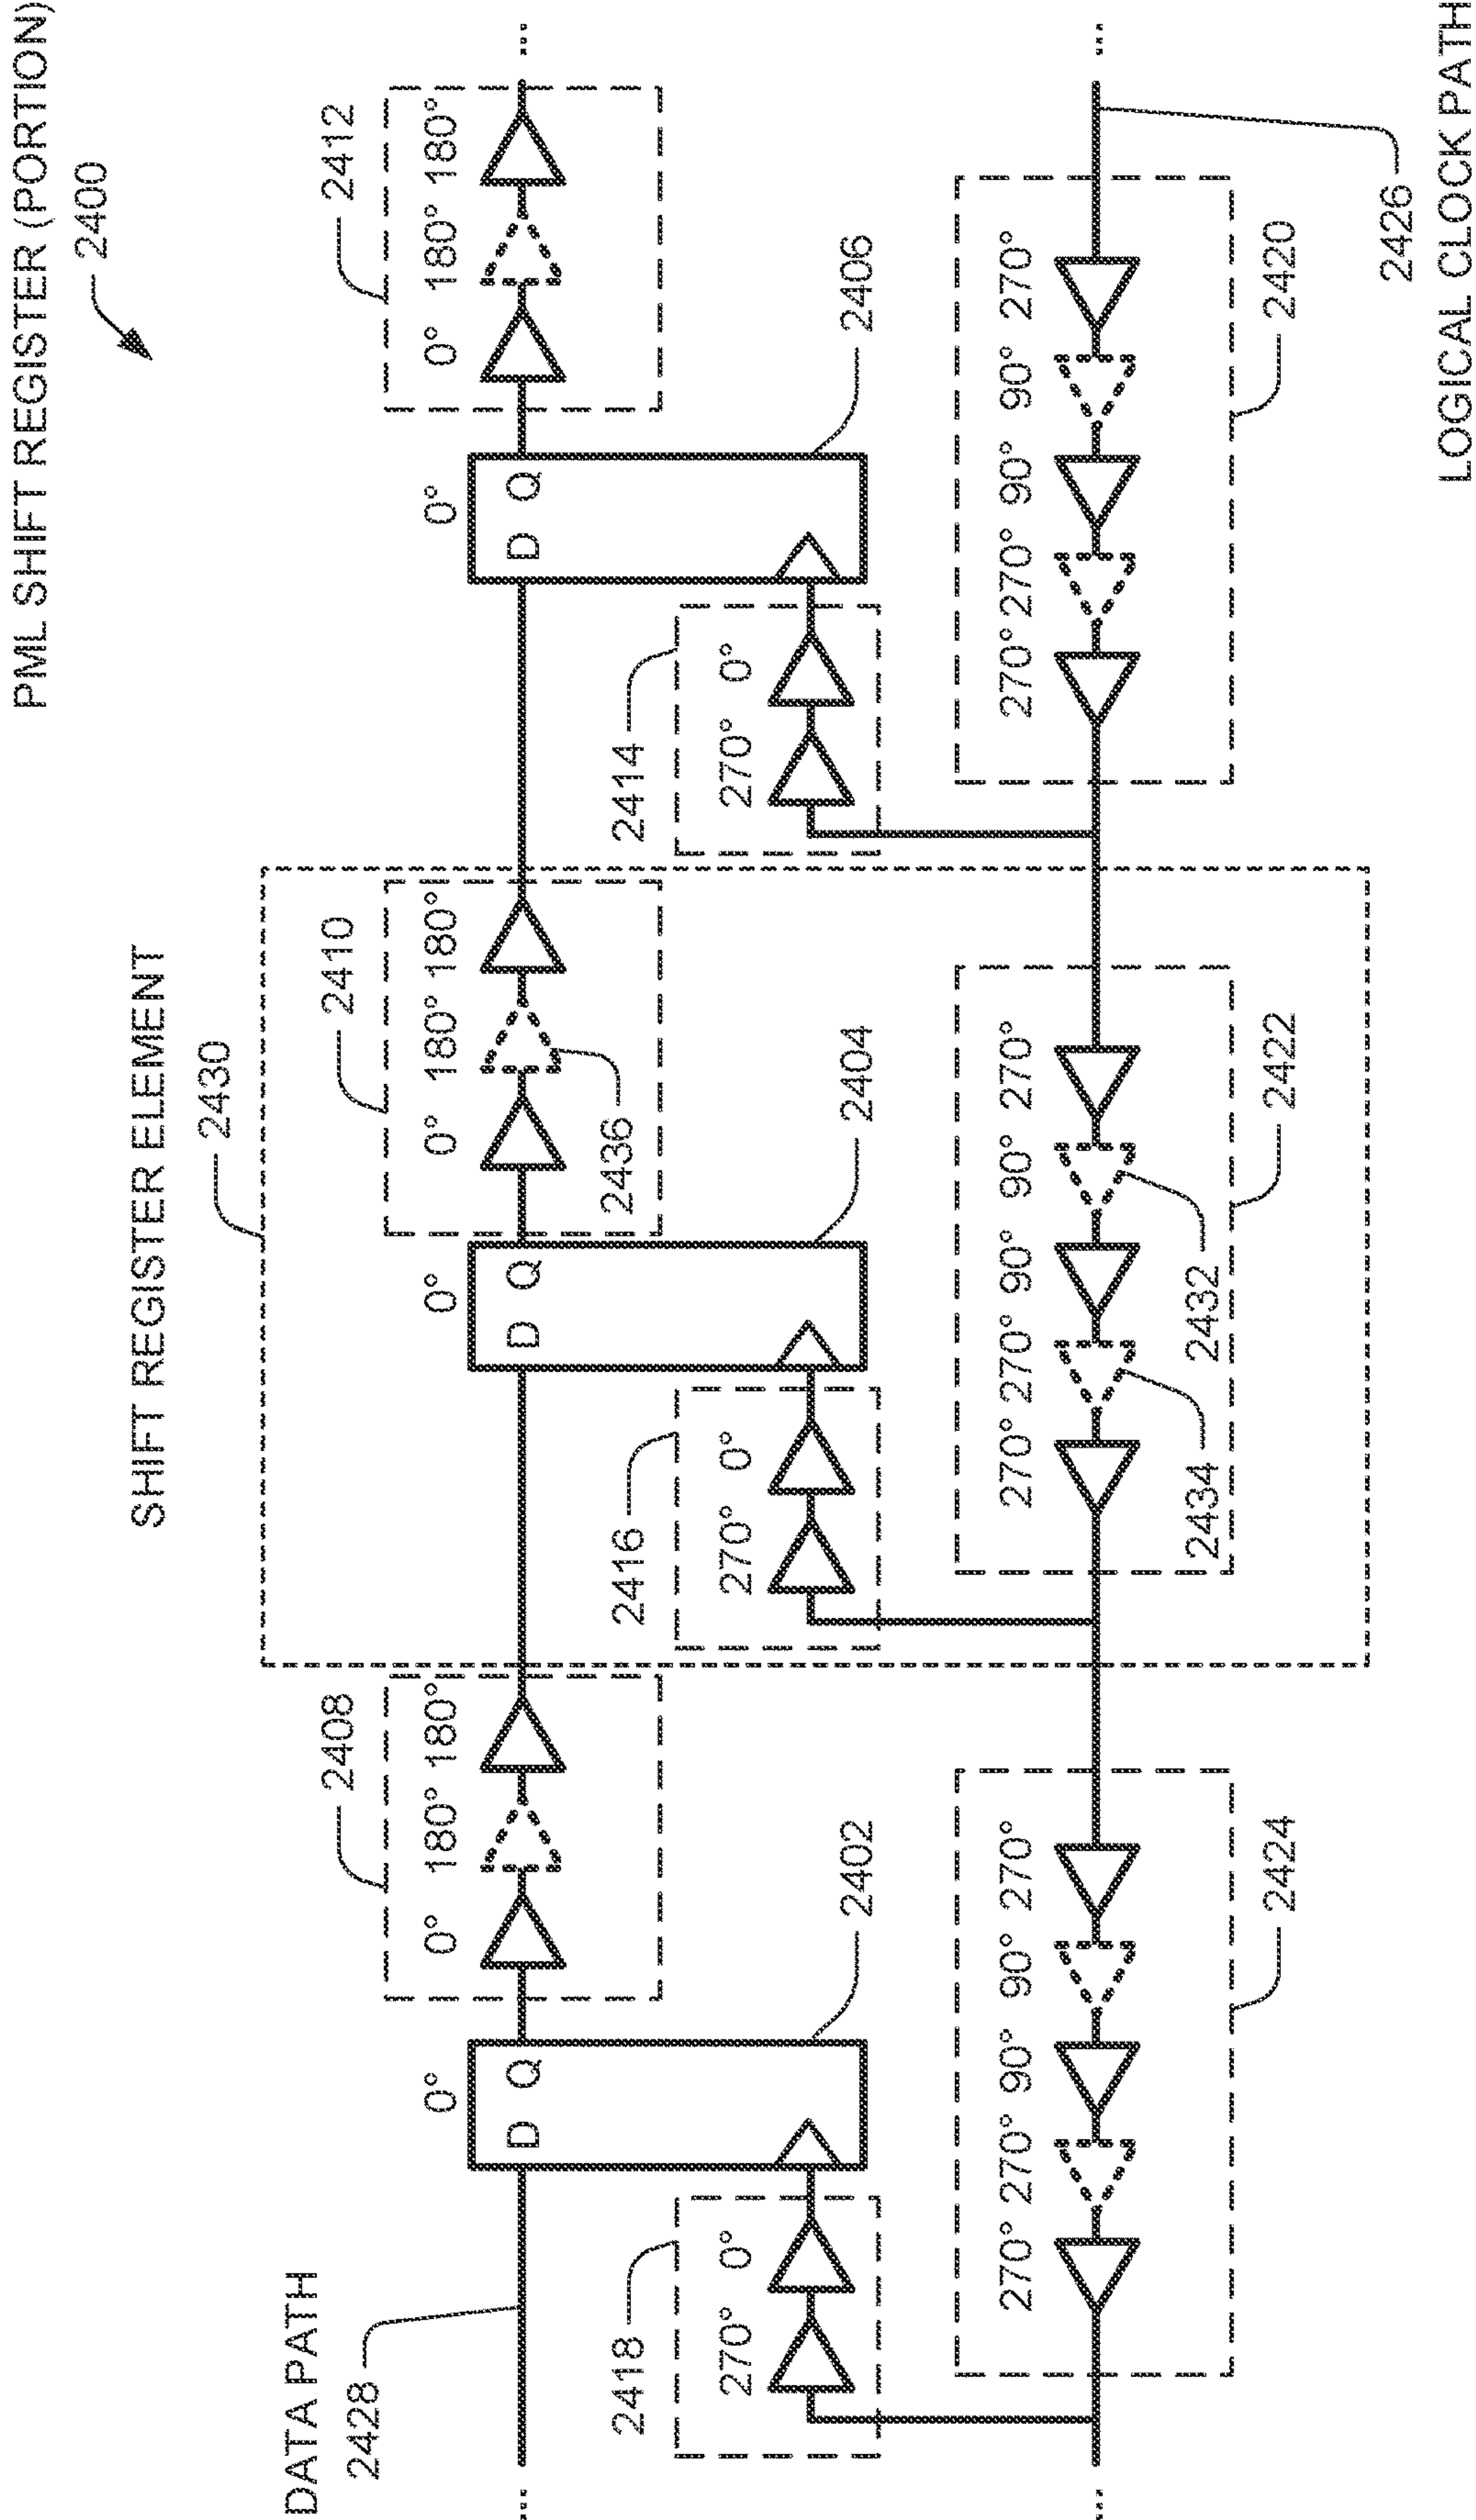 PML SHIFT REGISTER (PORTION)
2400
SHIFT REGISTER ELEMENT
2430
DATA PATH
2428
2408
2410
2412
0° 0° 180° 180° 0° 0° 180° 180° 0° 0° 180° 180°
D Q D Q D Q
2436
2418
2416
2414
270° 0° 270° 0° 270° 0°
2402
2404
2406
270° 270° 90° 90° 270° 270° 270° 90° 90° 270° 270° 270° 90° 90° 270°
2434
2432
2424
2422
2420
2426
LOGICAL CLOCK PATH
... ...
... ...